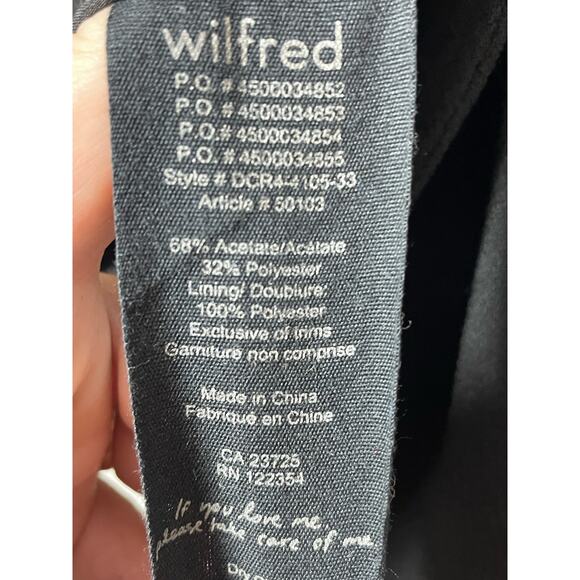 wilfred
P.O. # 4500034852
P.O. # 4500034853
P.O. # 4500034854
P.O. # 4500034855
Style # DCR4-4105-33
Article # 50103
68% Acetate/Acétate
32% Polyester
Lining/ Doublure:
100% Polyester
Exclusive of trims
Garniture non comprise
Made in China
Fabriqué en Chine
CA 23725
RN 122354
If you love me,
please take care of me.
Dry